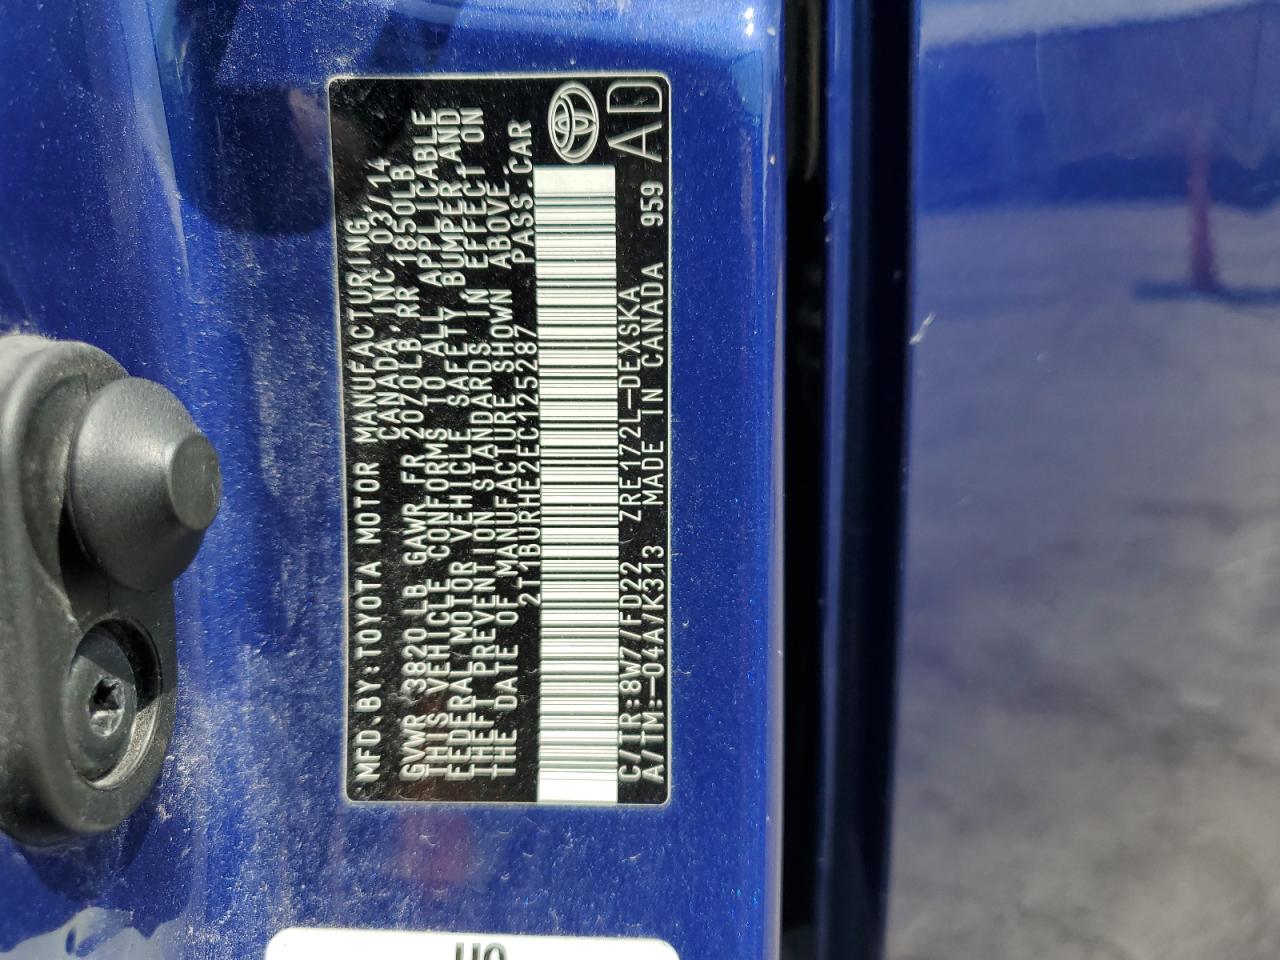 MFD.BY:TOYOTA MOTOR MANUFACTURING
CANADA,INC 03/14
GVWR 3820 LB GAWR FR 2070LB RR 1850LB
THIS VEHICLE CONFORMS TO ALL APPLICABLE
FEDERAL MOTOR VEHICLE SAFETY BUMPER AND
THEFT PREVENTION STANDARDS IN EFFECT ON
THE DATE OF MANUFACTURE SHOWN ABOVE
2T1BURHE2EC125287 PASS.CAR
C/TR:8W7/FD22 ZRE172L-DEXSKA
A/TM:-04A/K313 MADE IN CANADA 959
AD